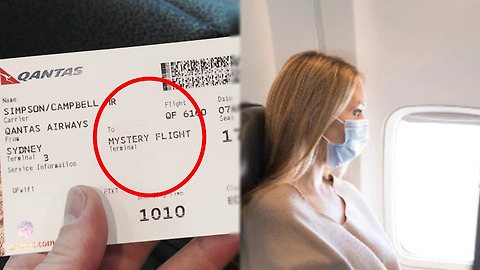 QANTAS
Name
SIMPSON/CAMPBELL MR
Carrier Flight
QANTAS AIRWAYS QF 6100
From To
SYDNEY MYSTERY FLIGHT
Terminal 3 Terminal
Service Information
1010